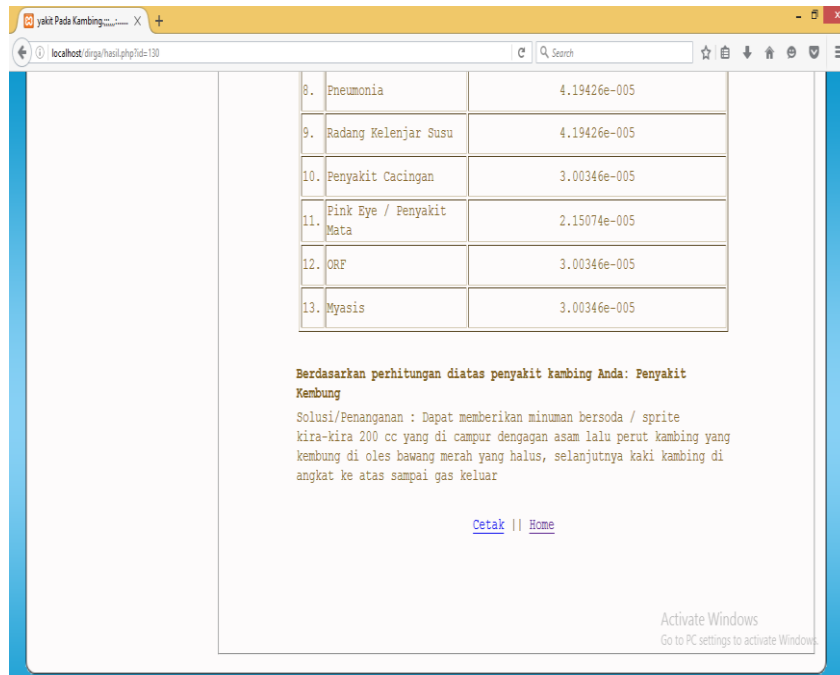 yakit Pada Kambing
localhost/dirga/hasil.php?id=130
Search
8. Pneumonia 4.19426e-005
9. Radang Kelenjar Susu 4.19426e-005
10. Penyakit Cacingan 3.00346e-005
11. Pink Eye / Penyakit
Mata 2.15074e-005
12. ORF 3.00346e-005
13. Myasis 3.00346e-005
Berdasarkan perhitungan diatas penyakit kambing Anda: Penyakit
Kembung
Solusi/Penanganan : Dapat memberikan minuman bersoda / sprite
kira-kira 200 cc yang di campur dengagan asam lalu perut kambing yang
kembung di oles bawang merah yang halus, selanjutnya kaki kambing di
angkat ke atas sampai gas keluar
Cetak || Home
Activate Windows
Go to PC settings to activate Windows.